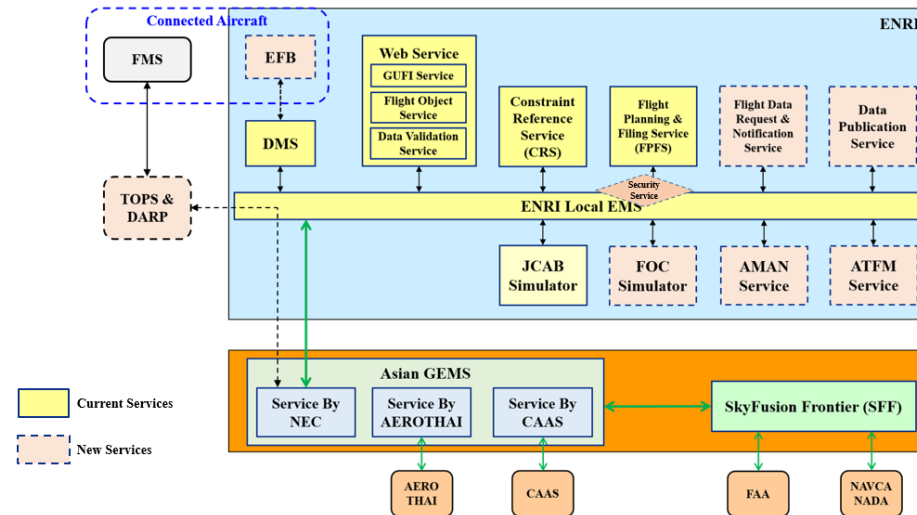 Connected Aircraft
ENRI
FMS
EFB
Web Service
GUFI Service
Flight Object
Service
Data Validation
Service
Constraint
Reference
Service
(CRS)
Flight
Planning &
Filing Service
(FPFS)
Flight Data
Request &
Notification
Service
Data
Publication
Service
DMS
TOPS &
DARP
Security
Service
ENRI Local EMS
JCAB
Simulator
FOC
Simulator
AMAN
Service
ATFM
Service
Asian GEMS
Service By
NEC
Service By
AEROTHAI
Service By
CAAS
SkyFusion Frontier (SFF)
Current Services
New Services
AERO
THAI
CAAS
FAA
NAVCA
NADA